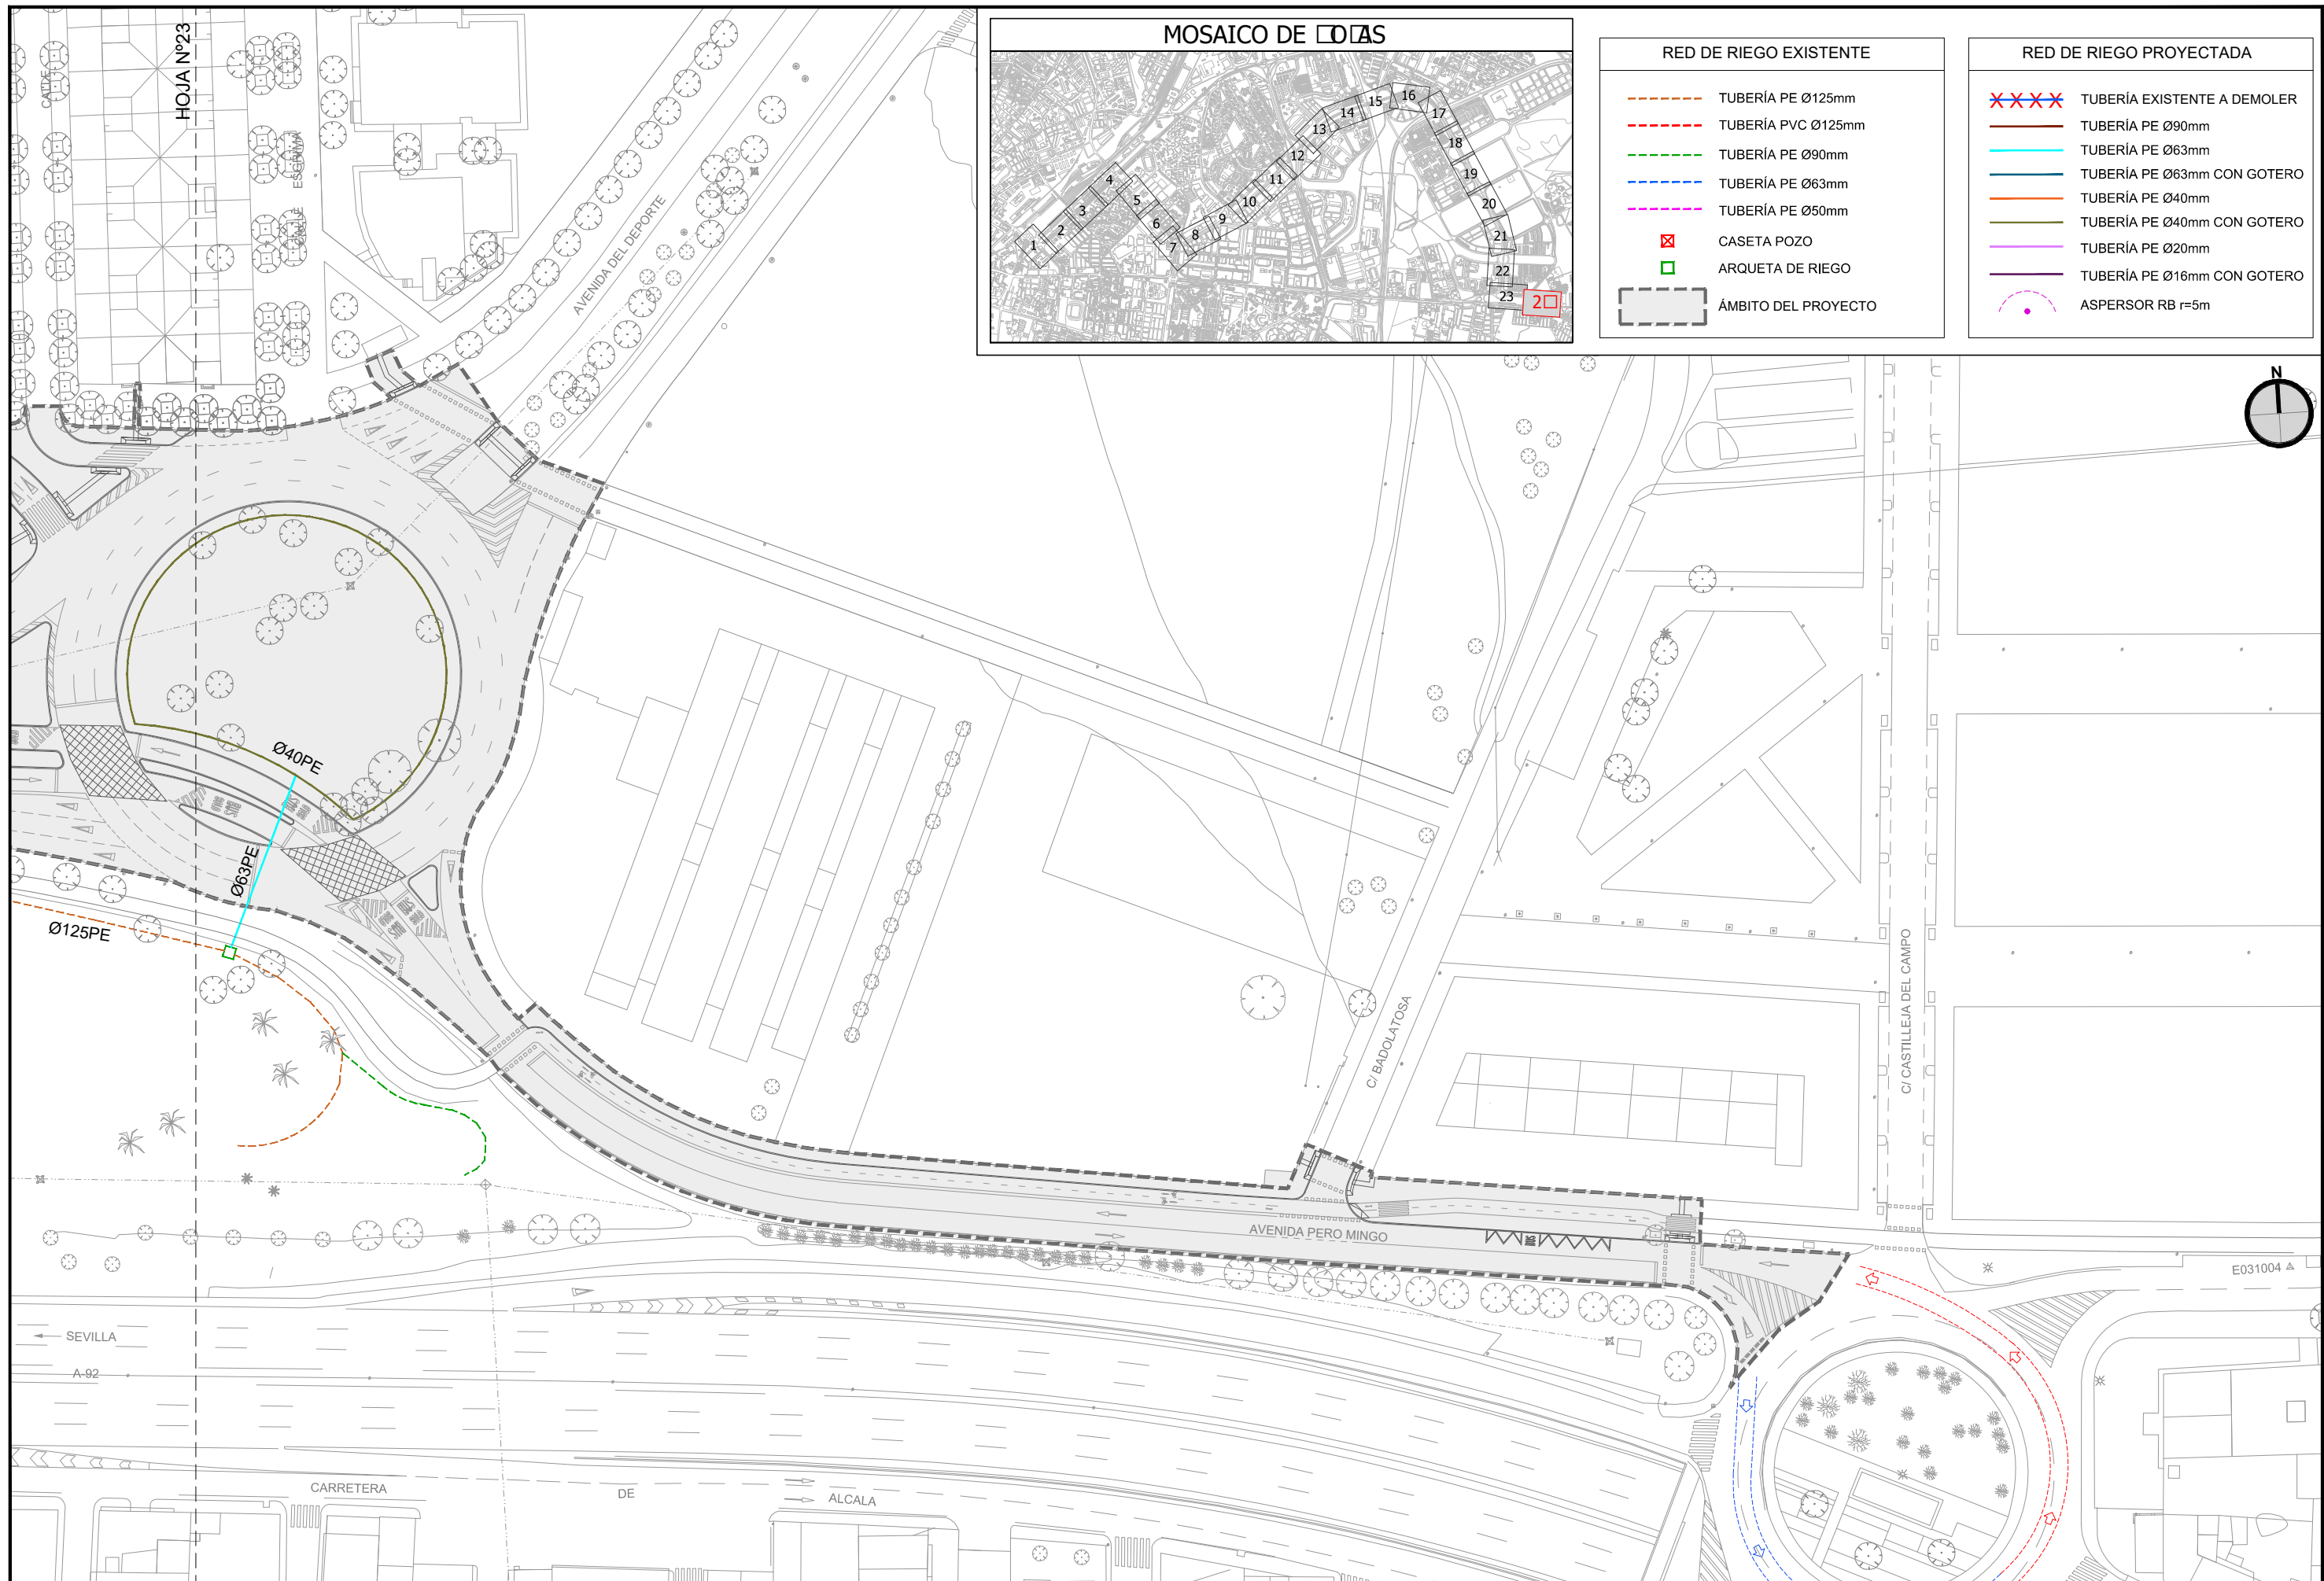 HOJA Nº23
CALLE
ESGRIMA
AVENIDA DEL DEPORTE
MOSAICO DE □O□AS
1
2
3
4
5
6
7
8
9
10
11
12
13
14
15
16
17
18
19
20
21
22
23
2□
RED DE RIEGO EXISTENTE
TUBERÍA PE Ø125mm
TUBERÍA PVC Ø125mm
TUBERÍA PE Ø90mm
TUBERÍA PE Ø63mm
TUBERÍA PE Ø50mm
CASETA POZO
ARQUETA DE RIEGO
ÁMBITO DEL PROYECTO
RED DE RIEGO PROYECTADA
TUBERÍA EXISTENTE A DEMOLER
TUBERÍA PE Ø90mm
TUBERÍA PE Ø63mm
TUBERÍA PE Ø63mm CON GOTERO
TUBERÍA PE Ø40mm
TUBERÍA PE Ø40mm CON GOTERO
TUBERÍA PE Ø20mm
TUBERÍA PE Ø16mm CON GOTERO
ASPERSOR RB r=5m
N
Ø40PE
Ø63PE
Ø125PE
C/ BADOLATOSA
C/ CASTILLEJA DEL CAMPO
AVENIDA PERO MINGO
E031004
SEVILLA
A-92
CARRETERA
DE
ALCALA